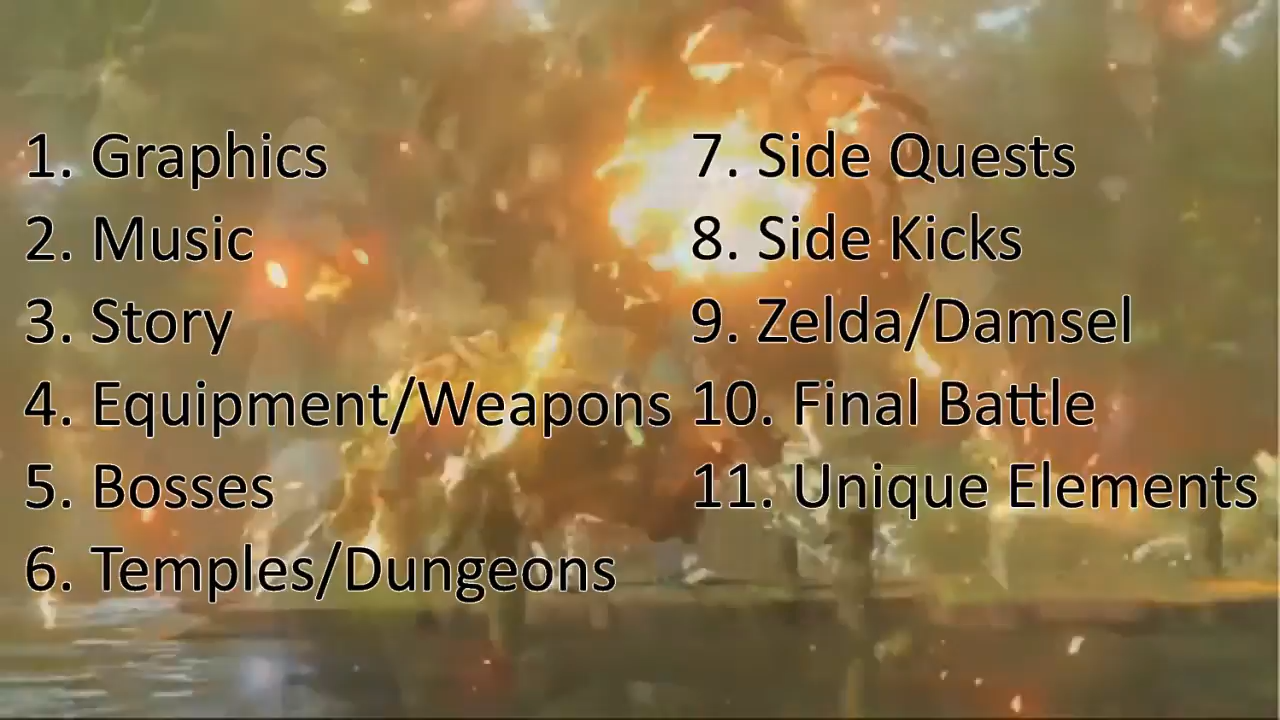 1. Graphics
2. Music
3. Story
4. Equipment/Weapons
5. Bosses
6. Temples/Dungeons
7. Side Quests
8. Side Kicks
9. Zelda/Damsel
10. Final Battle
11. Unique Elements